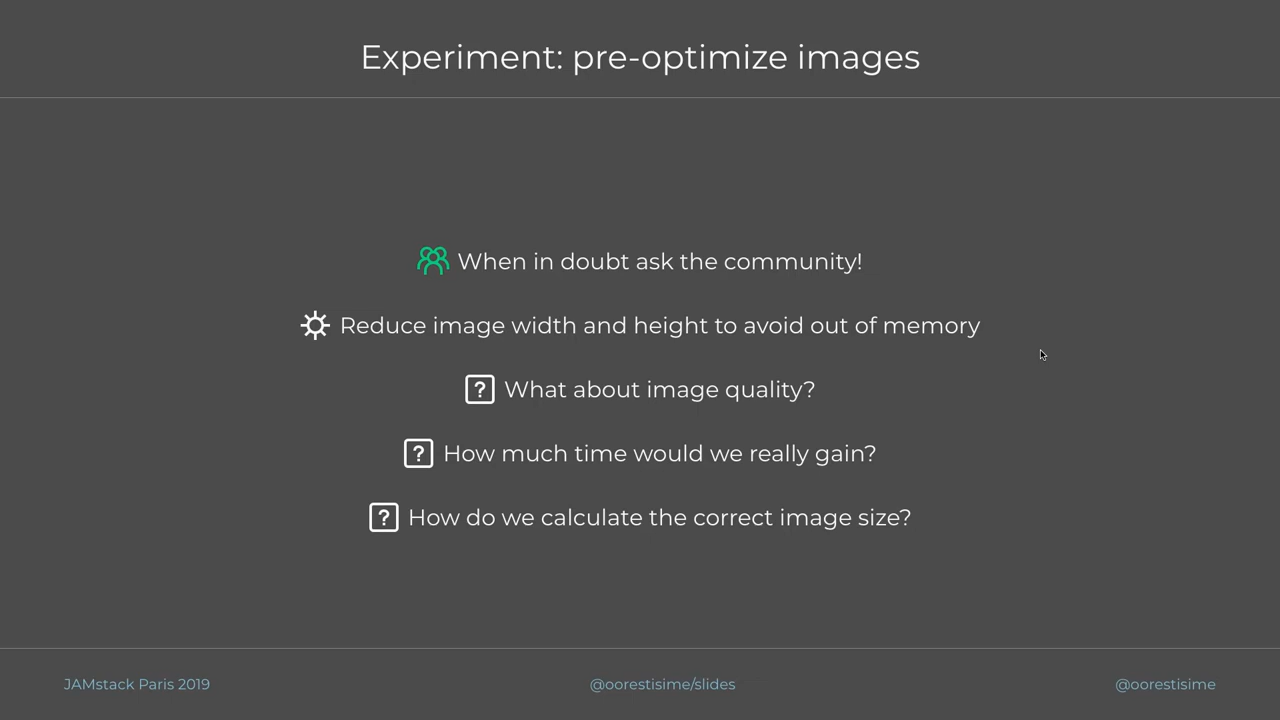 Experiment: pre-optimize images
When in doubt ask the community!
Reduce image width and height to avoid out of memory
What about image quality?
How much time would we really gain?
How do we calculate the correct image size?
JAMstack Paris 2019
@oorestisime/slides
@oorestisime